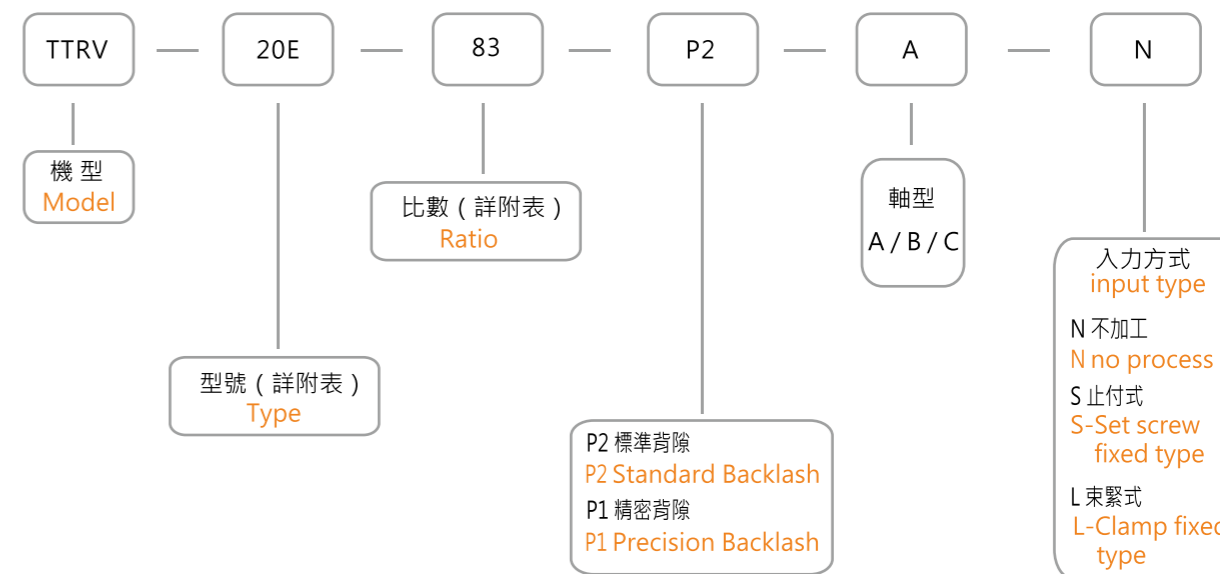 TTRV — 20E — 83 — P2 — A — N
機型
Model
型號(詳附表)
Type
比數(詳附表)
Ratio
P2 標準背隙
P2 Standard Backlash
P1 精密背隙
P1 Precision Backlash
軸型
A / B / C
入力方式
input type
N 不加工
N no process
S 止付式
S-Set screw
fixed type
L 束緊式
L-Clamp fixed
type